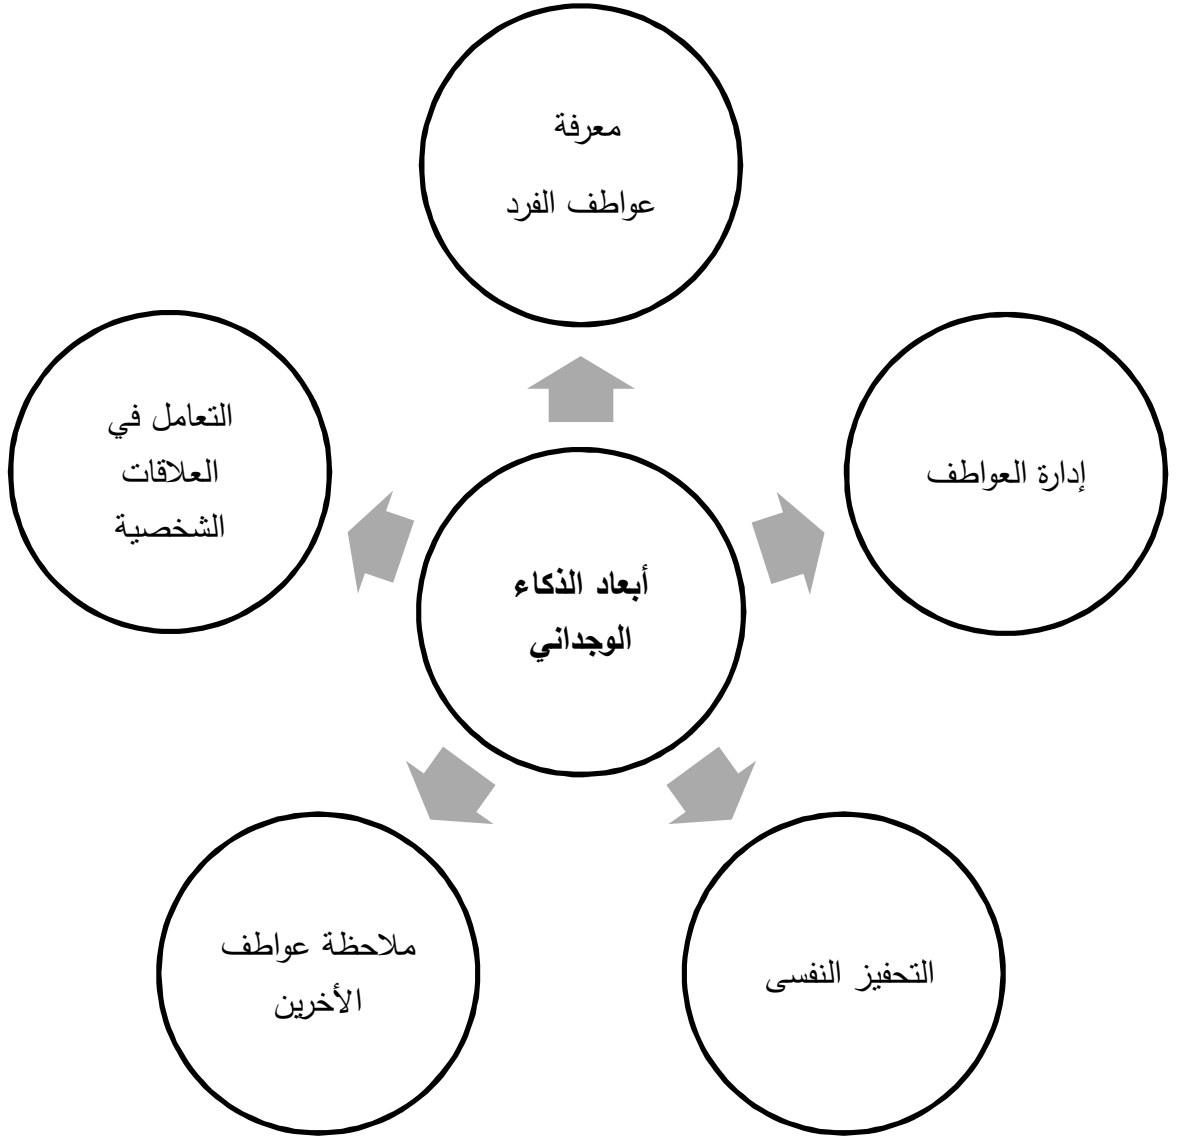 معرفة
عواطف الفرد
إدارة العواطف
التعامل في
العلاقات
الشخصية
أبعاد الذكاء
الوجداني
التحفيز النفسى
ملاحظة عواطف
الأخرين